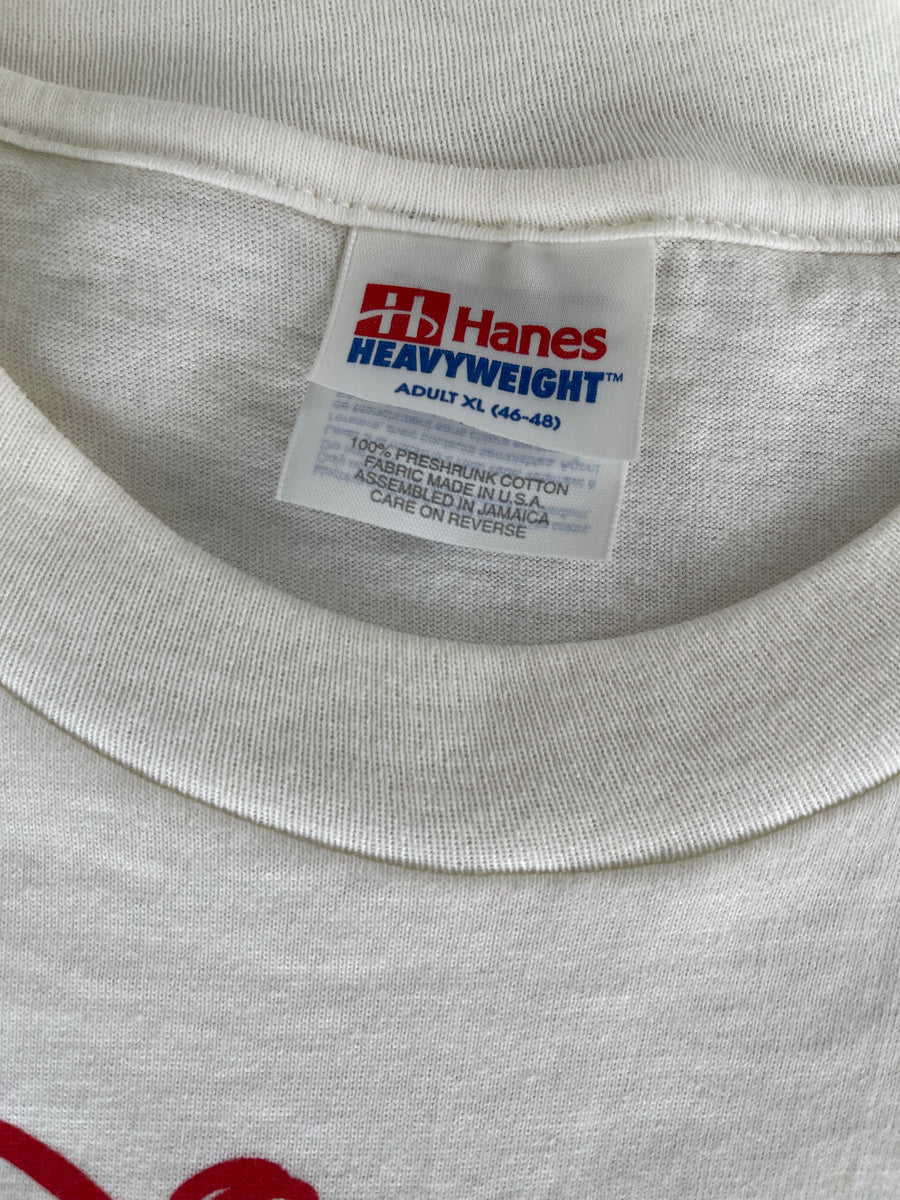 Hanes
HEAVYWEIGHT™
ADULT XL (46-48)
100% PRESHRUNK COTTON
FABRIC MADE IN U.S.A.
ASSEMBLED IN JAMAICA
CARE ON REVERSE